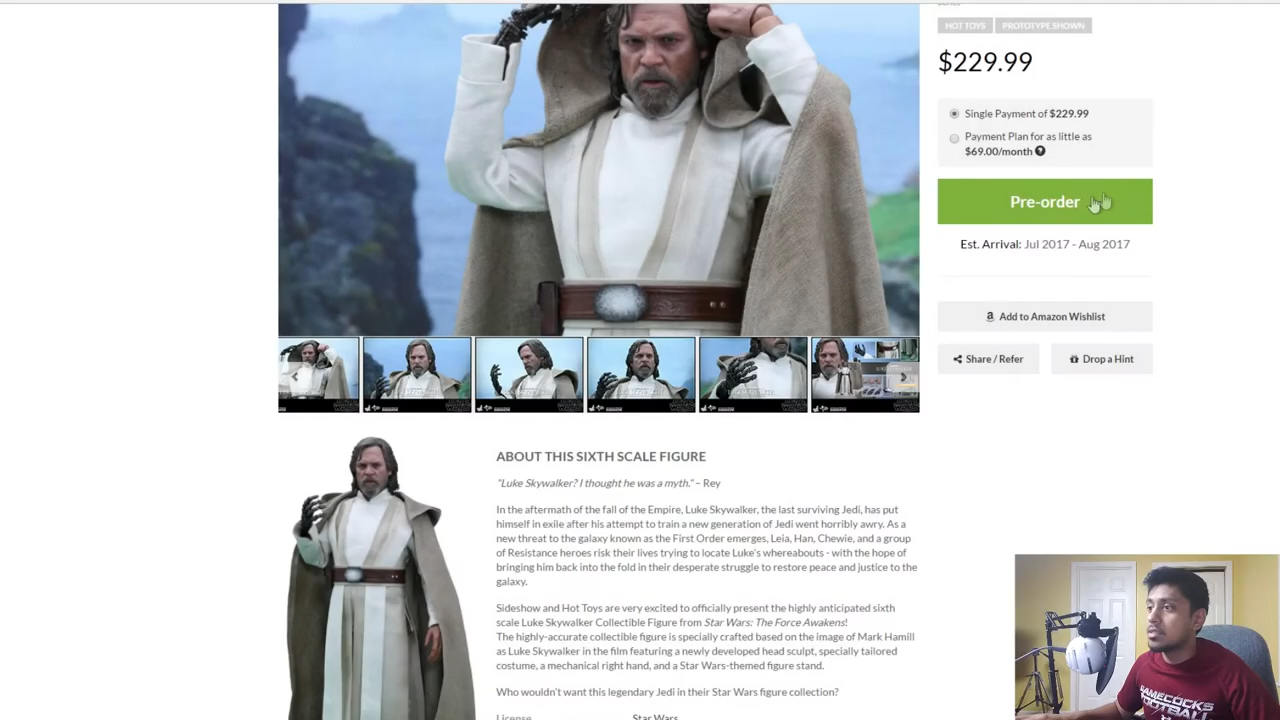 HOT TOYS
PROTOTYPE SHOWN
$229.99
Single Payment of $229.99
Payment Plan for as little as
$69.00/month
Pre-order
Est. Arrival: Jul 2017 - Aug 2017
Add to Amazon Wishlist
Share / Refer
Drop a Hint
ABOUT THIS SIXTH SCALE FIGURE
"Luke Skywalker? I thought he was a myth." – Rey
In the aftermath of the fall of the Empire, Luke Skywalker, the last surviving Jedi, has put
himself in exile after his attempt to train a new generation of Jedi went horribly awry. As a
new threat to the galaxy known as the First Order emerges, Leia, Han, Chewie, and a group
of Resistance heroes risk their lives trying to locate Luke's whereabouts - with the hope of
bringing him back into the fold in their desperate struggle to restore peace and justice to the
galaxy.
Sideshow and Hot Toys are very excited to officially present the highly anticipated sixth
scale Luke Skywalker Collectible Figure from Star Wars: The Force Awakens!
The highly-accurate collectible figure is specially crafted based on the image of Mark Hamill
as Luke Skywalker in the film featuring a newly developed head sculpt, specially tailored
costume, a mechanical right hand, and a Star Wars-themed figure stand.
Who wouldn't want this legendary Jedi in their Star Wars figure collection?
License Star Wars
GAMECOCKS
FOOTBALL